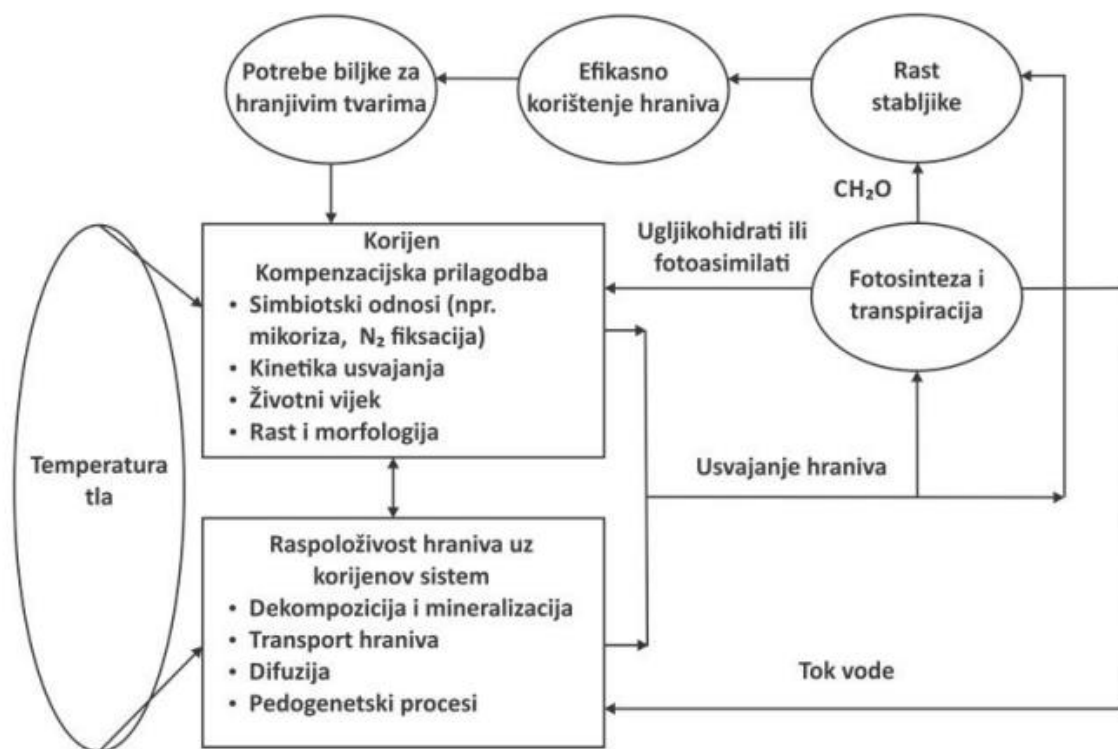 Potrebe biljke za
hranjivim tvarima
Efikasno
korištenje hraniva
Rast
stabljike
CH₂O
Korijen
Kompenzacijska prilagodba
• Simbiotski odnosi (npr.
mikoriza, N₂ fiksacija)
• Kinetika usvajanja
• Životni vijek
• Rast i morfologija
Ugljikohidrati ili
fotoasimilati
Fotosinteza i
transpiracija
Temperatura
tla
Usvajanje hraniva
Raspoloživost hraniva uz
korijenov sistem
• Dekompozicija i mineralizacija
• Transport hraniva
• Difuzija
• Pedogenetski procesi
Tok vode